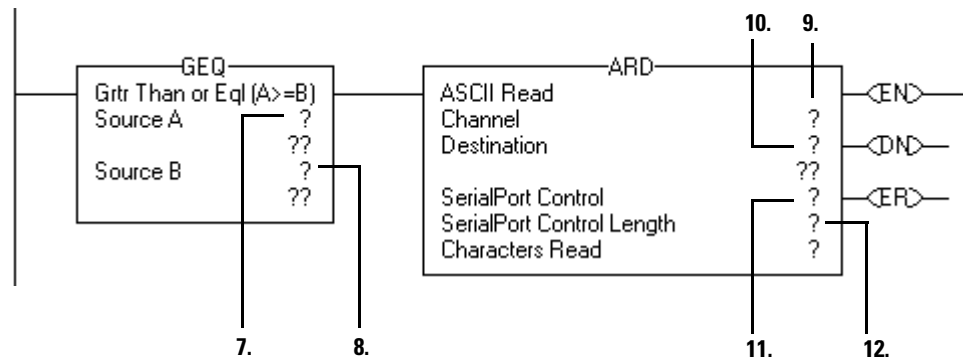 10. 9.
GEQ
Grtr Than or Eql (A>=B)
Source A ?
??
Source B ?
??
ARD
ASCII Read
Channel ?
Destination ?
??
SerialPort Control ?
SerialPort Control Length ?
Characters Read ?
EN
DN
ER
7. 8. 11. 12.